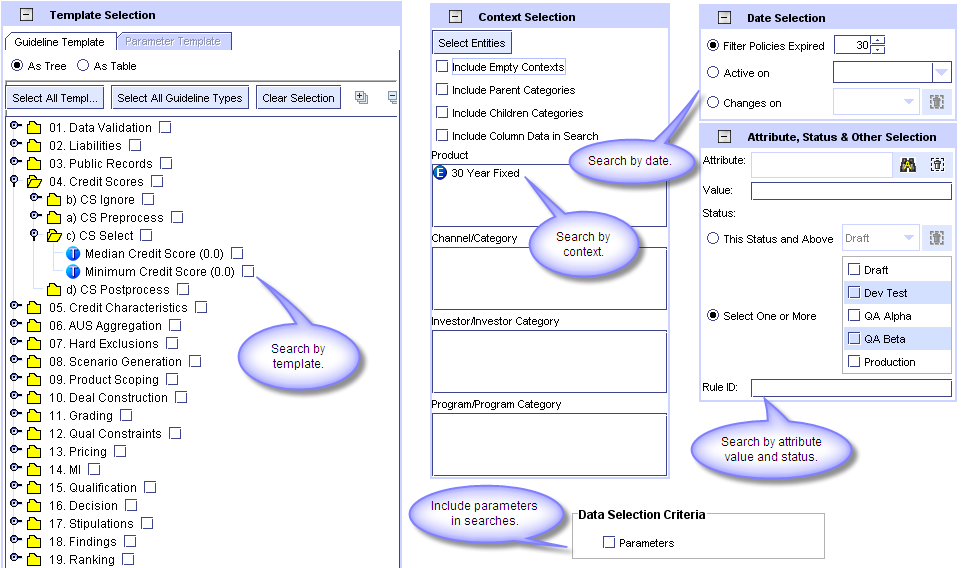 Template Selection
Guideline Template
Parameter Template
As Tree
As Table
Select All Templ...
Select All Guideline Types
Clear Selection
01. Data Validation
02. Liabilities
03. Public Records
04. Credit Scores
b) CS Ignore
a) CS Preprocess
c) CS Select
T Median Credit Score (0.0)
T Minimum Credit Score (0.0)
d) CS Postprocess
05. Credit Characteristics
06. AUS Aggregation
07. Hard Exclusions
08. Scenario Generation
09. Product Scoping
10. Deal Construction
11. Grading
12. Qual Constraints
13. Pricing
14. MI
15. Qualification
16. Decision
17. Stipulations
18. Findings
19. Ranking
Search by
template.
Context Selection
Select Entities
Include Empty Contexts
Include Parent Categories
Include Children Categories
Include Column Data in Search
Product
E 30 Year Fixed
Search by
context.
Channel/Category
Investor/Investor Category
Program/Program Category
Search by date.
Date Selection
Filter Policies Expired 30
Active on
Changes on
Attribute, Status & Other Selection
Attribute:
Value:
Status:
This Status and Above Draft
Select One or More
Draft
Dev Test
QA Alpha
QA Beta
Production
Rule ID:
Search by attribute
value and status.
Include parameters
in searches.
Data Selection Criteria
Parameters